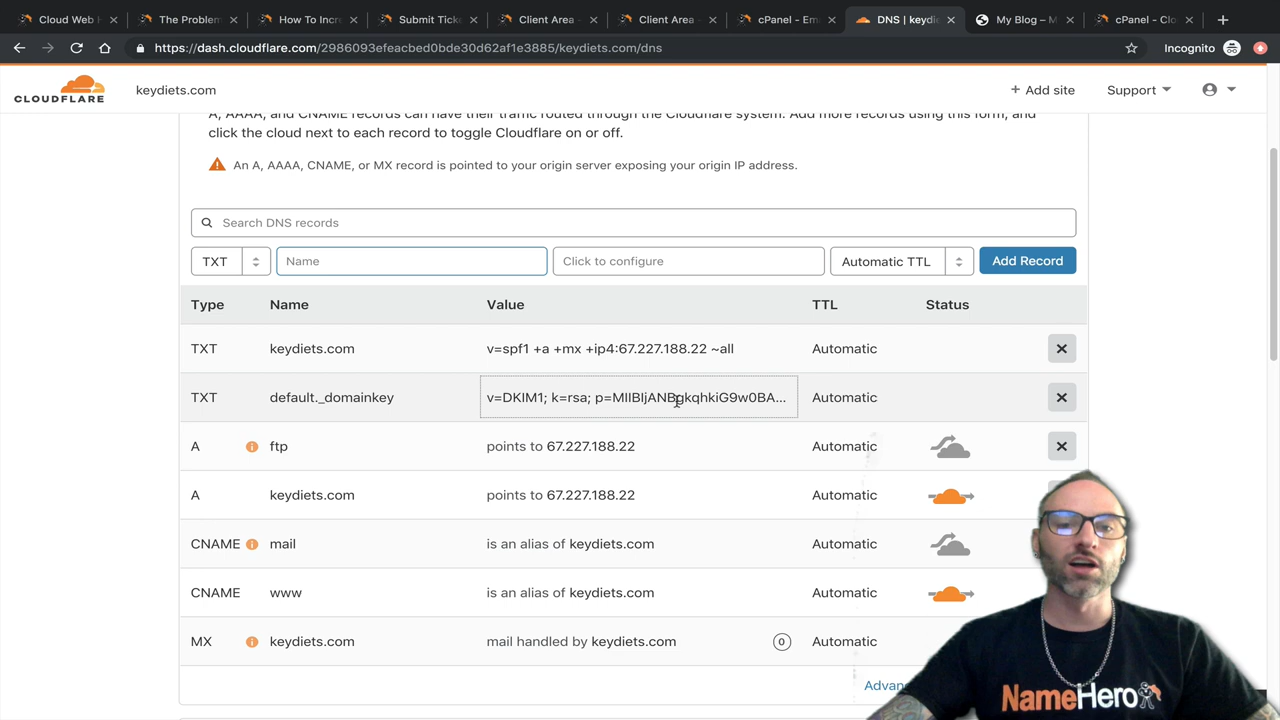 Cloud Web H
The Problem
How To Incre
Submit Ticke
Client Area -
Client Area -
cPanel - Ema
DNS | keydie
My Blog – M
cPanel - Clo
https://dash.cloudflare.com/2986093efeacbed0bde30d62af1e3885/keydiets.com/dns
Incognito
CLOUDFLARE
keydiets.com
+ Add site
Support
A, AAAA, and CNAME records can have their traffic routed through the Cloudflare system. Add more records using this form, and
click the cloud next to each record to toggle Cloudflare on or off.
An A, AAAA, CNAME, or MX record is pointed to your origin server exposing your origin IP address.
Search DNS records
TXT Name Click to configure Automatic TTL Add Record
Type Name Value TTL Status
TXT keydiets.com v=spf1 +a +mx +ip4:67.227.188.22 ~all Automatic
TXT default._domainkey v=DKIM1; k=rsa; p=MIIBIjANBgkqhkiG9w0BA... Automatic
A ftp points to 67.227.188.22 Automatic
A keydiets.com points to 67.227.188.22 Automatic
CNAME mail is an alias of keydiets.com Automatic
CNAME www is an alias of keydiets.com Automatic
MX keydiets.com mail handled by keydiets.com 0 Automatic
Advan
NameHero